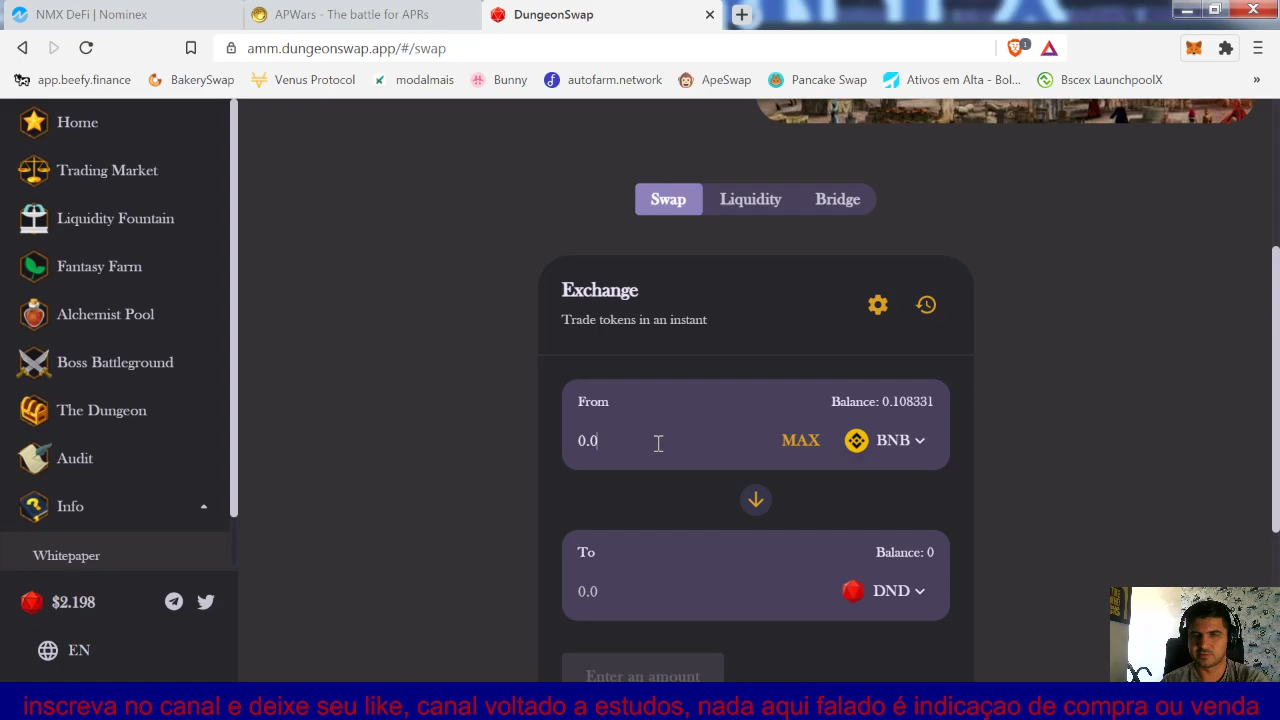 NMX DeFi | Nominex
APWars - The battle for APRs
DungeonSwap
amm.dungeonswap.app/#/swap
1
app.beefy.finance
BakerySwap
Venus Protocol
modalmais
Bunny
autofarm.network
ApeSwap
Pancake Swap
Ativos em Alta - Bol...
Bscex LaunchpoolX
»
Home
Trading Market
Liquidity Fountain
Fantasy Farm
Alchemist Pool
Boss Battleground
The Dungeon
Audit
Info
Whitepaper
$2.198
EN
Swap
Liquidity
Bridge
Exchange
Trade tokens in an instant
From
Balance: 0.108331
0.0
MAX
BNB
To
Balance: 0
0.0
DND
Enter an amount
inscreva no canal e deixe seu like, canal voltado a estudos, nada aqui falado é indicaçao de compra ou venda